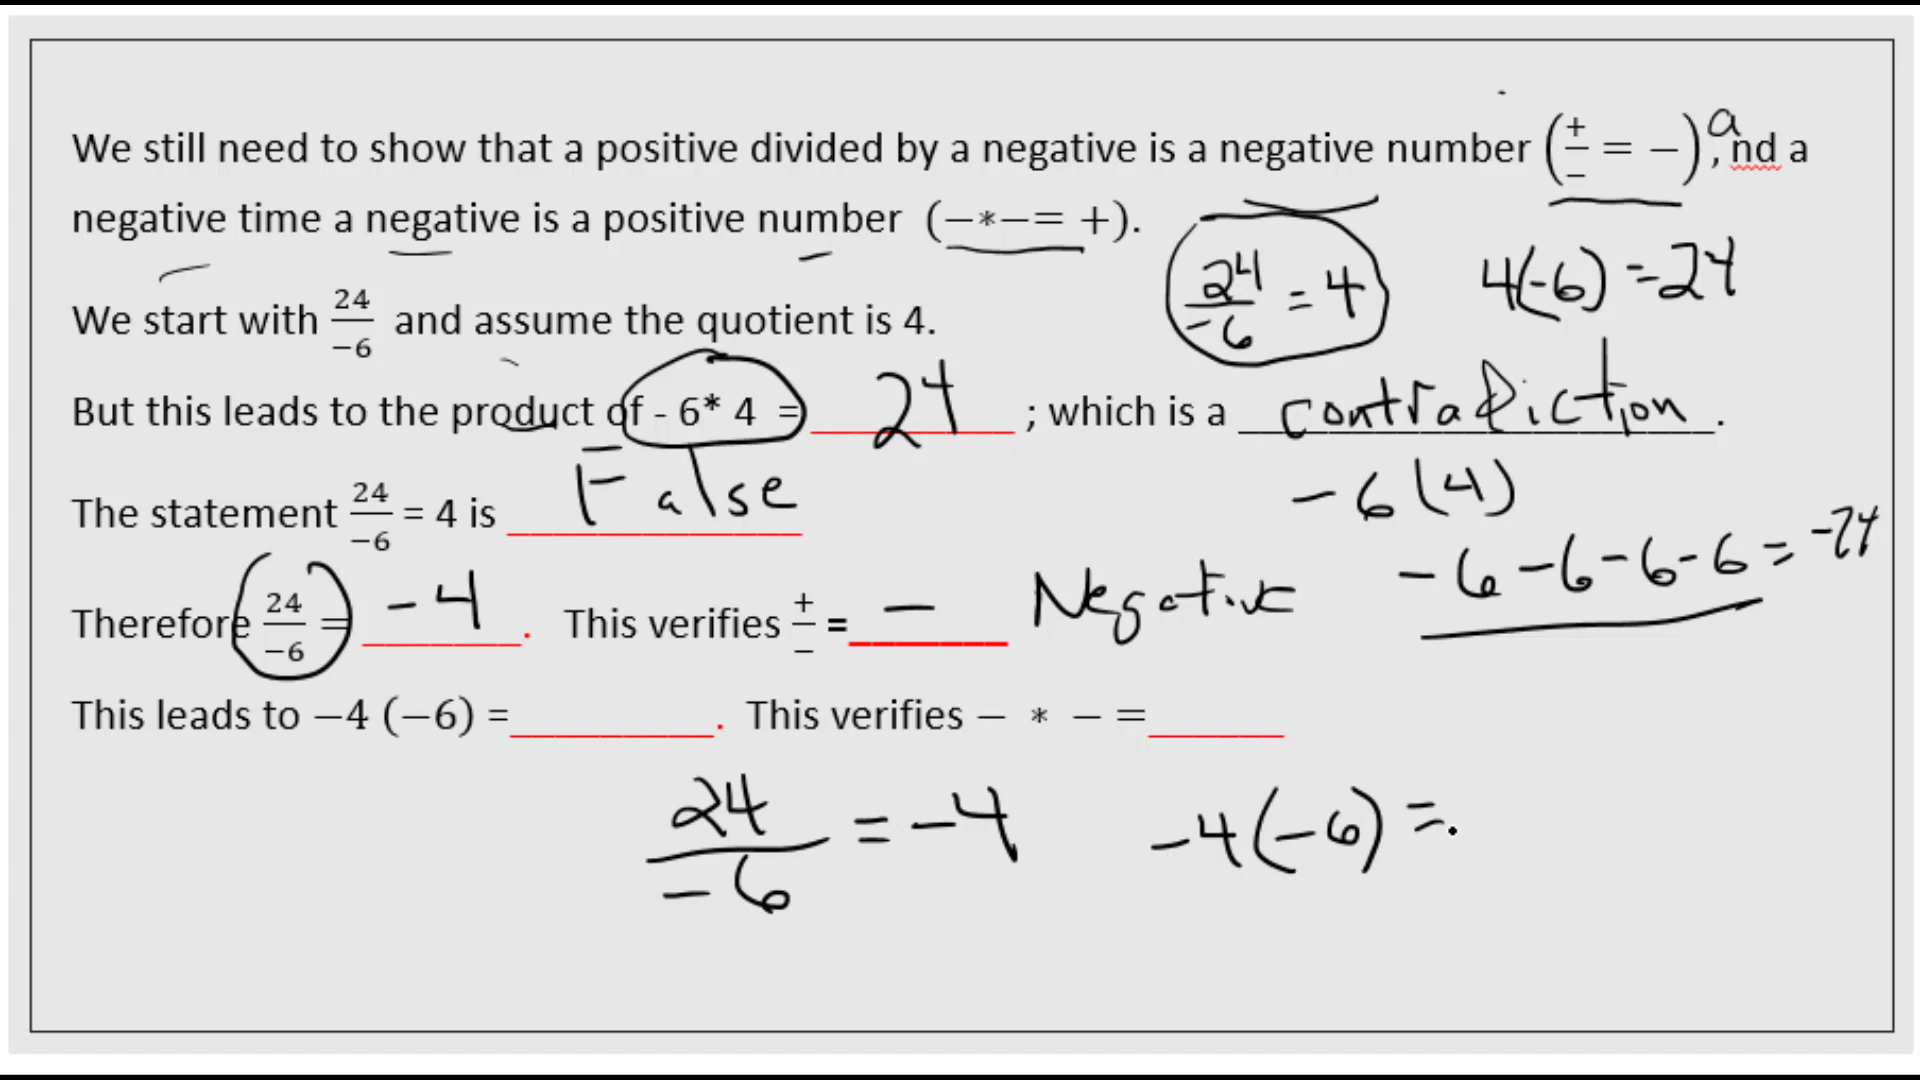 We still need to show that a positive divided by a negative is a negative number (+/− = −), a nd a
negative time a negative is a positive number (−*−= +).
24/−6 = 4
4(-6) = 24
We start with 24/−6 and assume the quotient is 4.
But this leads to the product of - 6* 4 = 24 ; which is a contradiction.
The statement 24/−6 = 4 is False
-6(4)
-6-6-6-6 = -24
Therefore 24/−6 = -4. This verifies +/− = − Negative
This leads to −4 (−6) =________. This verifies − * − =______
24/-6 = -4
-4(-6) =